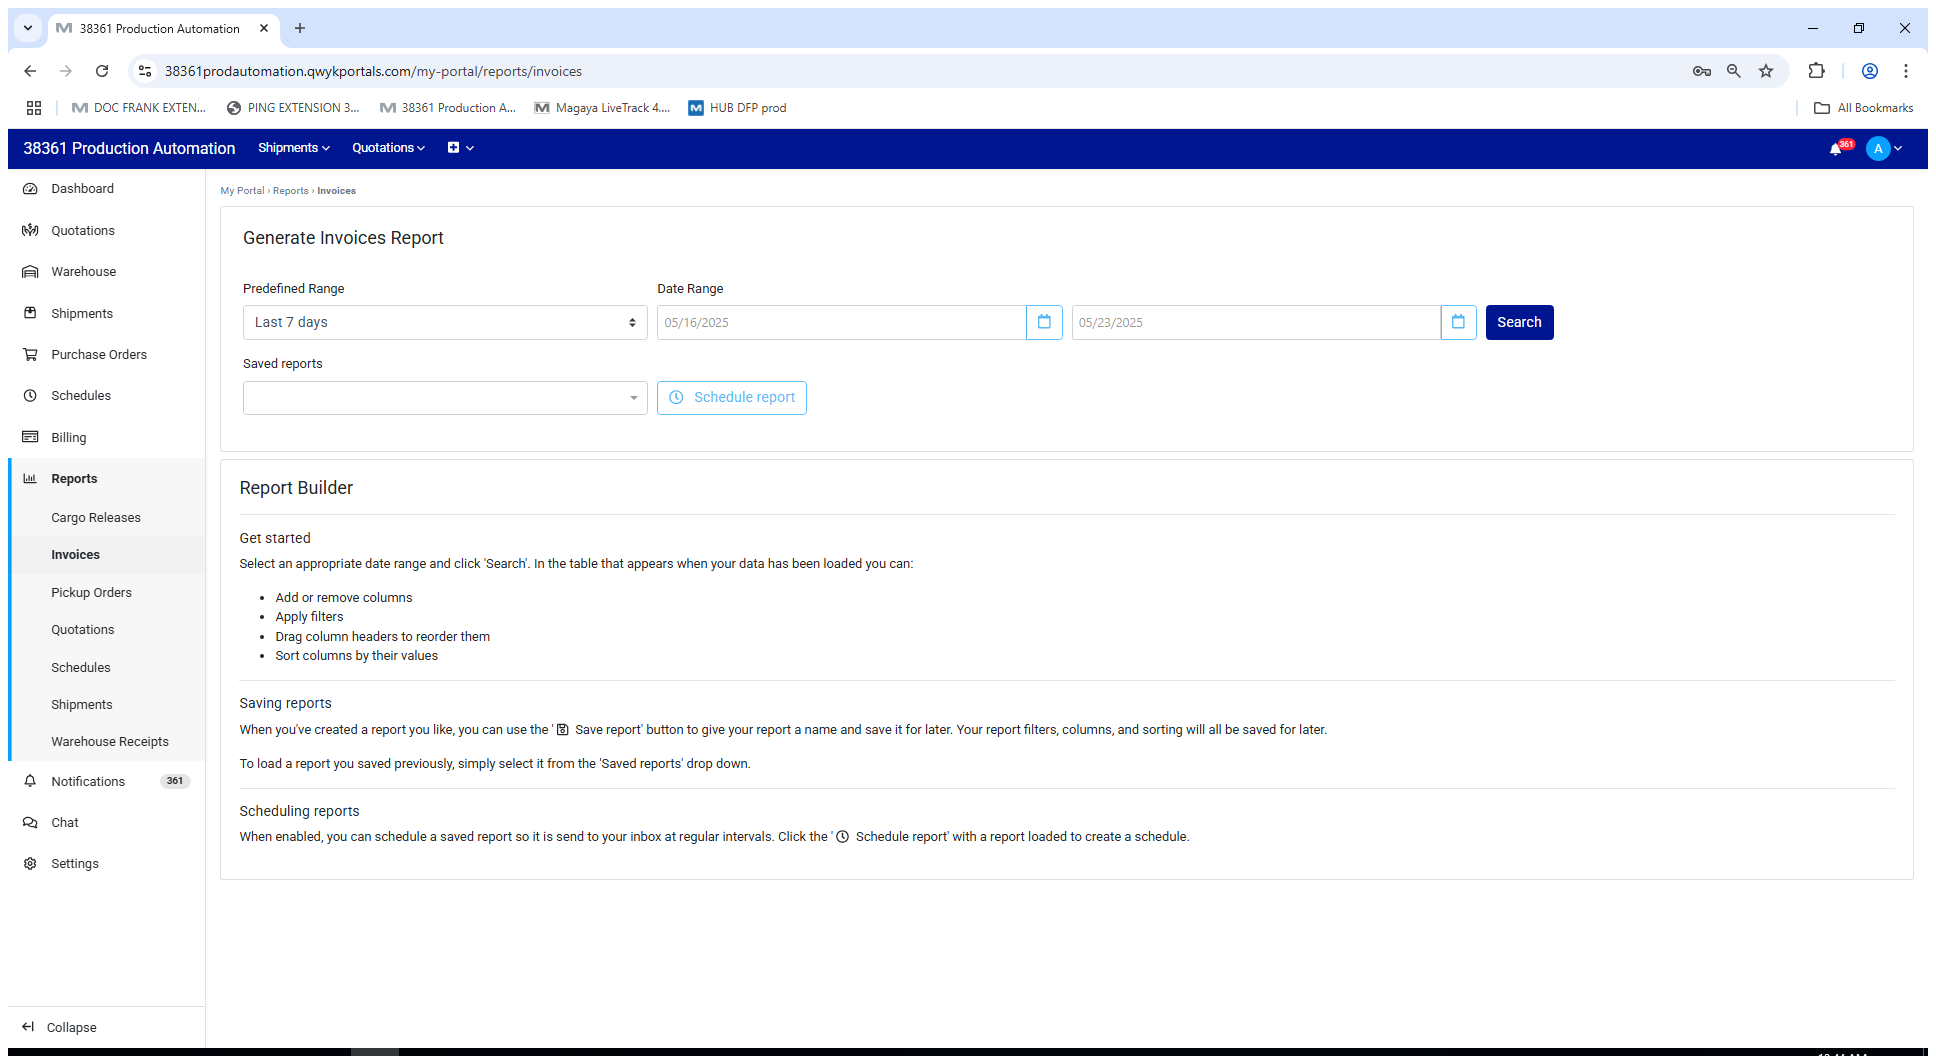 38361 Production Automation
38361prodautomation.qwykportals.com/my-portal/reports/invoices
DOC FRANK EXTEN... PING EXTENSION 3... 38361 Production A... Magaya LiveTrack 4.... HUB DFP prod All Bookmarks
38361 Production Automation Shipments Quotations 361 A
Dashboard
Quotations
Warehouse
Shipments
Purchase Orders
Schedules
Billing
Reports
Cargo Releases
Invoices
Pickup Orders
Quotations
Schedules
Shipments
Warehouse Receipts
Notifications 361
Chat
Settings
Collapse
My Portal › Reports › Invoices
Generate Invoices Report
Predefined Range Date Range
Last 7 days 05/16/2025 05/23/2025 Search
Saved reports
Schedule report
Report Builder
Get started
Select an appropriate date range and click 'Search'. In the table that appears when your data has been loaded you can:
• Add or remove columns
• Apply filters
• Drag column headers to reorder them
• Sort columns by their values
Saving reports
When you've created a report you like, you can use the ' Save report' button to give your report a name and save it for later. Your report filters, columns, and sorting will all be saved for later.
To load a report you saved previously, simply select it from the 'Saved reports' drop down.
Scheduling reports
When enabled, you can schedule a saved report so it is send to your inbox at regular intervals. Click the ' Schedule report' with a report loaded to create a schedule.